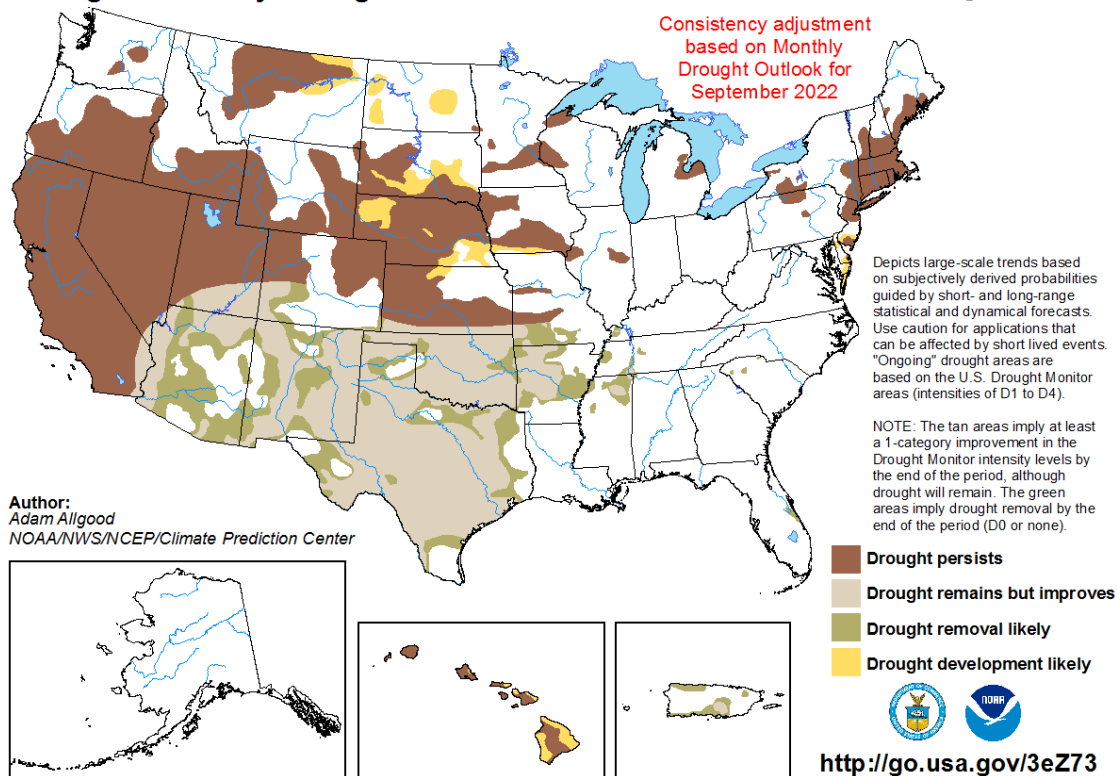 Consistency adjustment
based on Monthly
Drought Outlook for
September 2022
Depicts large-scale trends based
on subjectively derived probabilities
guided by short- and long-range
statistical and dynamical forecasts.
Use caution for applications that
can be affected by short lived events.
"Ongoing" drought areas are
based on the U.S. Drought Monitor
areas (intensities of D1 to D4).
NOTE: The tan areas imply at least
a 1-category improvement in the
Drought Monitor intensity levels by
the end of the period, although
drought will remain. The green
areas imply drought removal by the
end of the period (D0 or none).
Author:
Adam Allgood
NOAA/NWS/NCEP/Climate Prediction Center
Drought persists
Drought remains but improves
Drought removal likely
Drought development likely
NOAA
http://go.usa.gov/3eZ73